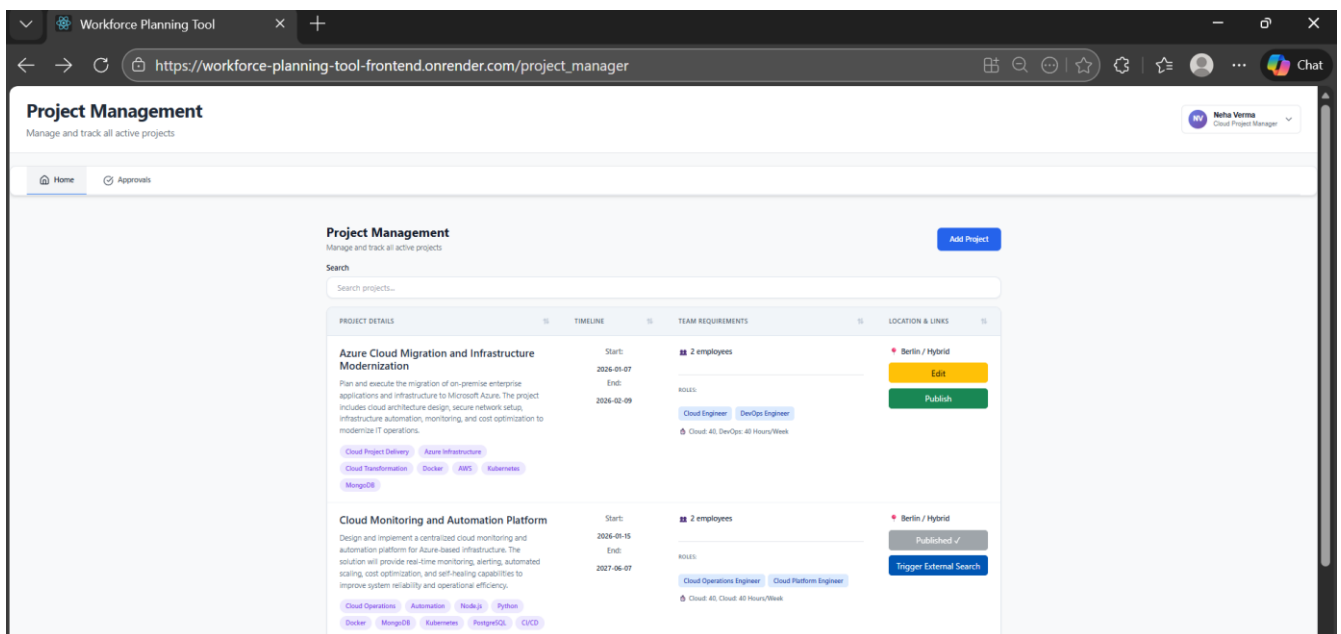 Workforce Planning Tool
https://workforce-planning-tool-frontend.onrender.com/project_manager
Chat
Project Management
Manage and track all active projects
NV
Neha Verma
Cloud Project Manager
Home
Approvals
Project Management
Manage and track all active projects
Add Project
Search
Search projects...
PROJECT DETAILS
TIMELINE
TEAM REQUIREMENTS
LOCATION & LINKS
Azure Cloud Migration and Infrastructure
Modernization
Plan and execute the migration of on-premise enterprise
applications and infrastructure to Microsoft Azure. The project
includes cloud architecture design, secure network setup,
infrastructure automation, monitoring, and cost optimization to
modernize IT operations.
Cloud Project Delivery Azure Infrastructure
Cloud Transformation Docker AWS Kubernetes
MongoDB
Start:
2026-01-07
End:
2026-02-09
2 employees
ROLES:
Cloud Engineer DevOps Engineer
Cloud: 40, DevOps: 40 Hours/Week
Berlin / Hybrid
Edit
Publish
Cloud Monitoring and Automation Platform
Design and implement a centralized cloud monitoring and
automation platform for Azure-based infrastructure. The
solution will provide real-time monitoring, alerting, automated
scaling, cost optimization, and self-healing capabilities to
improve system reliability and operational efficiency.
Cloud Operations Automation Node.js Python
Docker MongoDB Kubernetes PostgreSQL CI/CD
Start:
2026-01-15
End:
2027-06-07
2 employees
ROLES:
Cloud Operations Engineer Cloud Platform Engineer
Cloud: 40, Cloud: 40 Hours/Week
Berlin / Hybrid
Published ✓
Trigger External Search